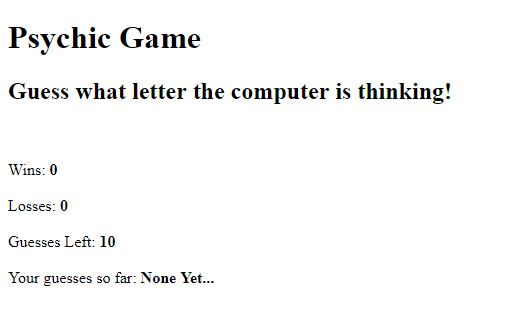 Psychic Game
Guess what letter the computer is thinking!
Wins: 0
Losses: 0
Guesses Left: 10
Your guesses so far: None Yet...